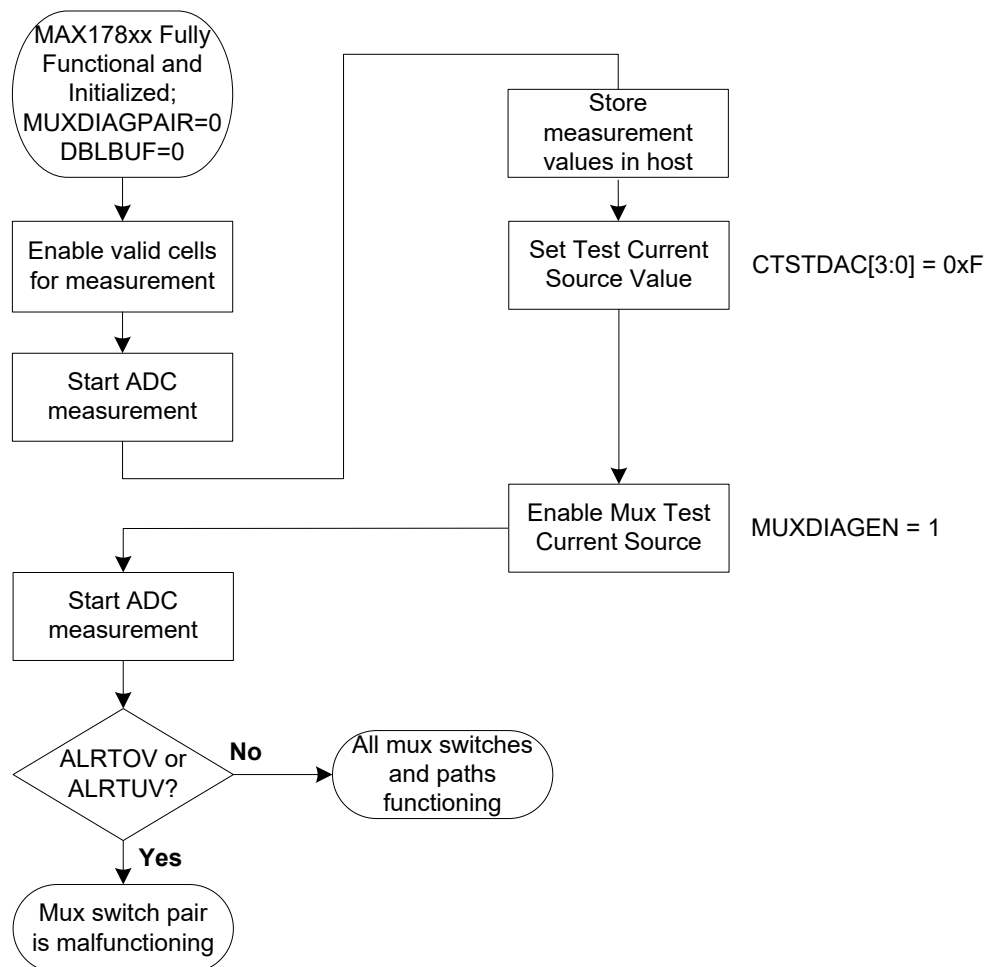 MAX178xx Fully
Functional and
Initialized;
MUXDIAGPAIR=0
DBLBUF=0
Enable valid cells
for measurement
Start ADC
measurement
Store
measurement
values in host
Set Test Current
Source Value
CTSTDAC[3:0] = 0xF
Enable Mux Test
Current Source
MUXDIAGEN = 1
Start ADC
measurement
ALRTOV or
ALRTUV?
No
All mux switches
and paths
functioning
Yes
Mux switch pair
is malfunctioning